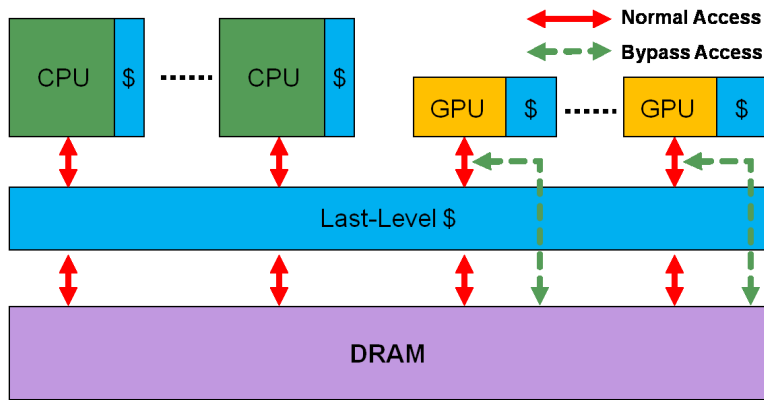 Normal Access
Bypass Access
CPU $ ...... CPU $
GPU $ ...... GPU $
Last-Level $
DRAM